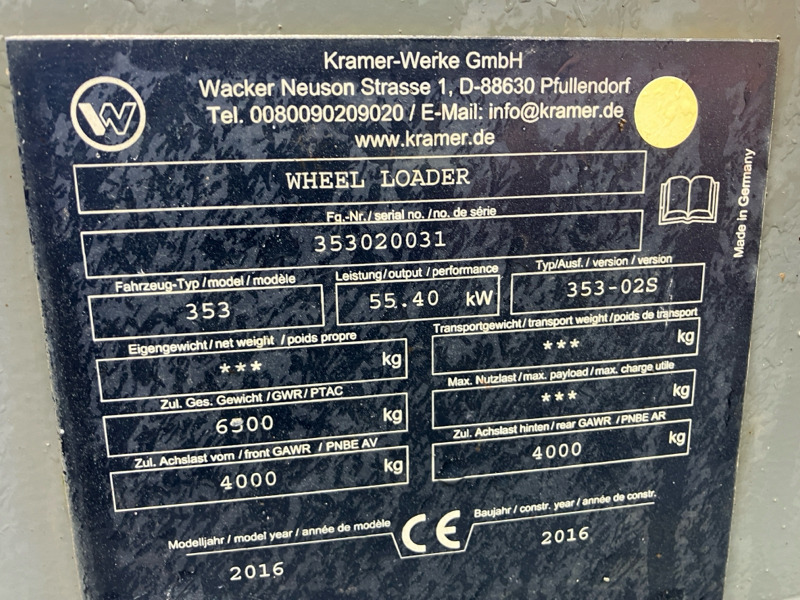 Kramer-Werke GmbH
Wacker Neuson Strasse 1, D-88630 Pfullendorf
Tel. 0080090209020 / E-Mail: info@kramer.de
www.kramer.de
W
WHEEL LOADER
Fg.-Nr./ serial no. /no. de série
353020031
Made in Germany
Fahrzeug-Typ / model / modèle
353
Leistung / output / performance
55.40 kW
Typ/Ausf. / version / version
353-02S
Eigengewicht / net weight / poids propre
*** kg
Transportgewicht / transport weight / poids de transport
*** kg
Zul. Ges. Gewicht / GWR / PTAC
6500 kg
Max. Nutzlast / max. payload / max. charge utile
*** kg
Zul. Achslast vorn / front GAWR / PNBE AV
4000 kg
Zul. Achslast hinten / rear GAWR / PNBE AR
4000 kg
Modelljahr / model year / année de modèle
2016
CE
Baujahr / constr. year / année de constr.
2016